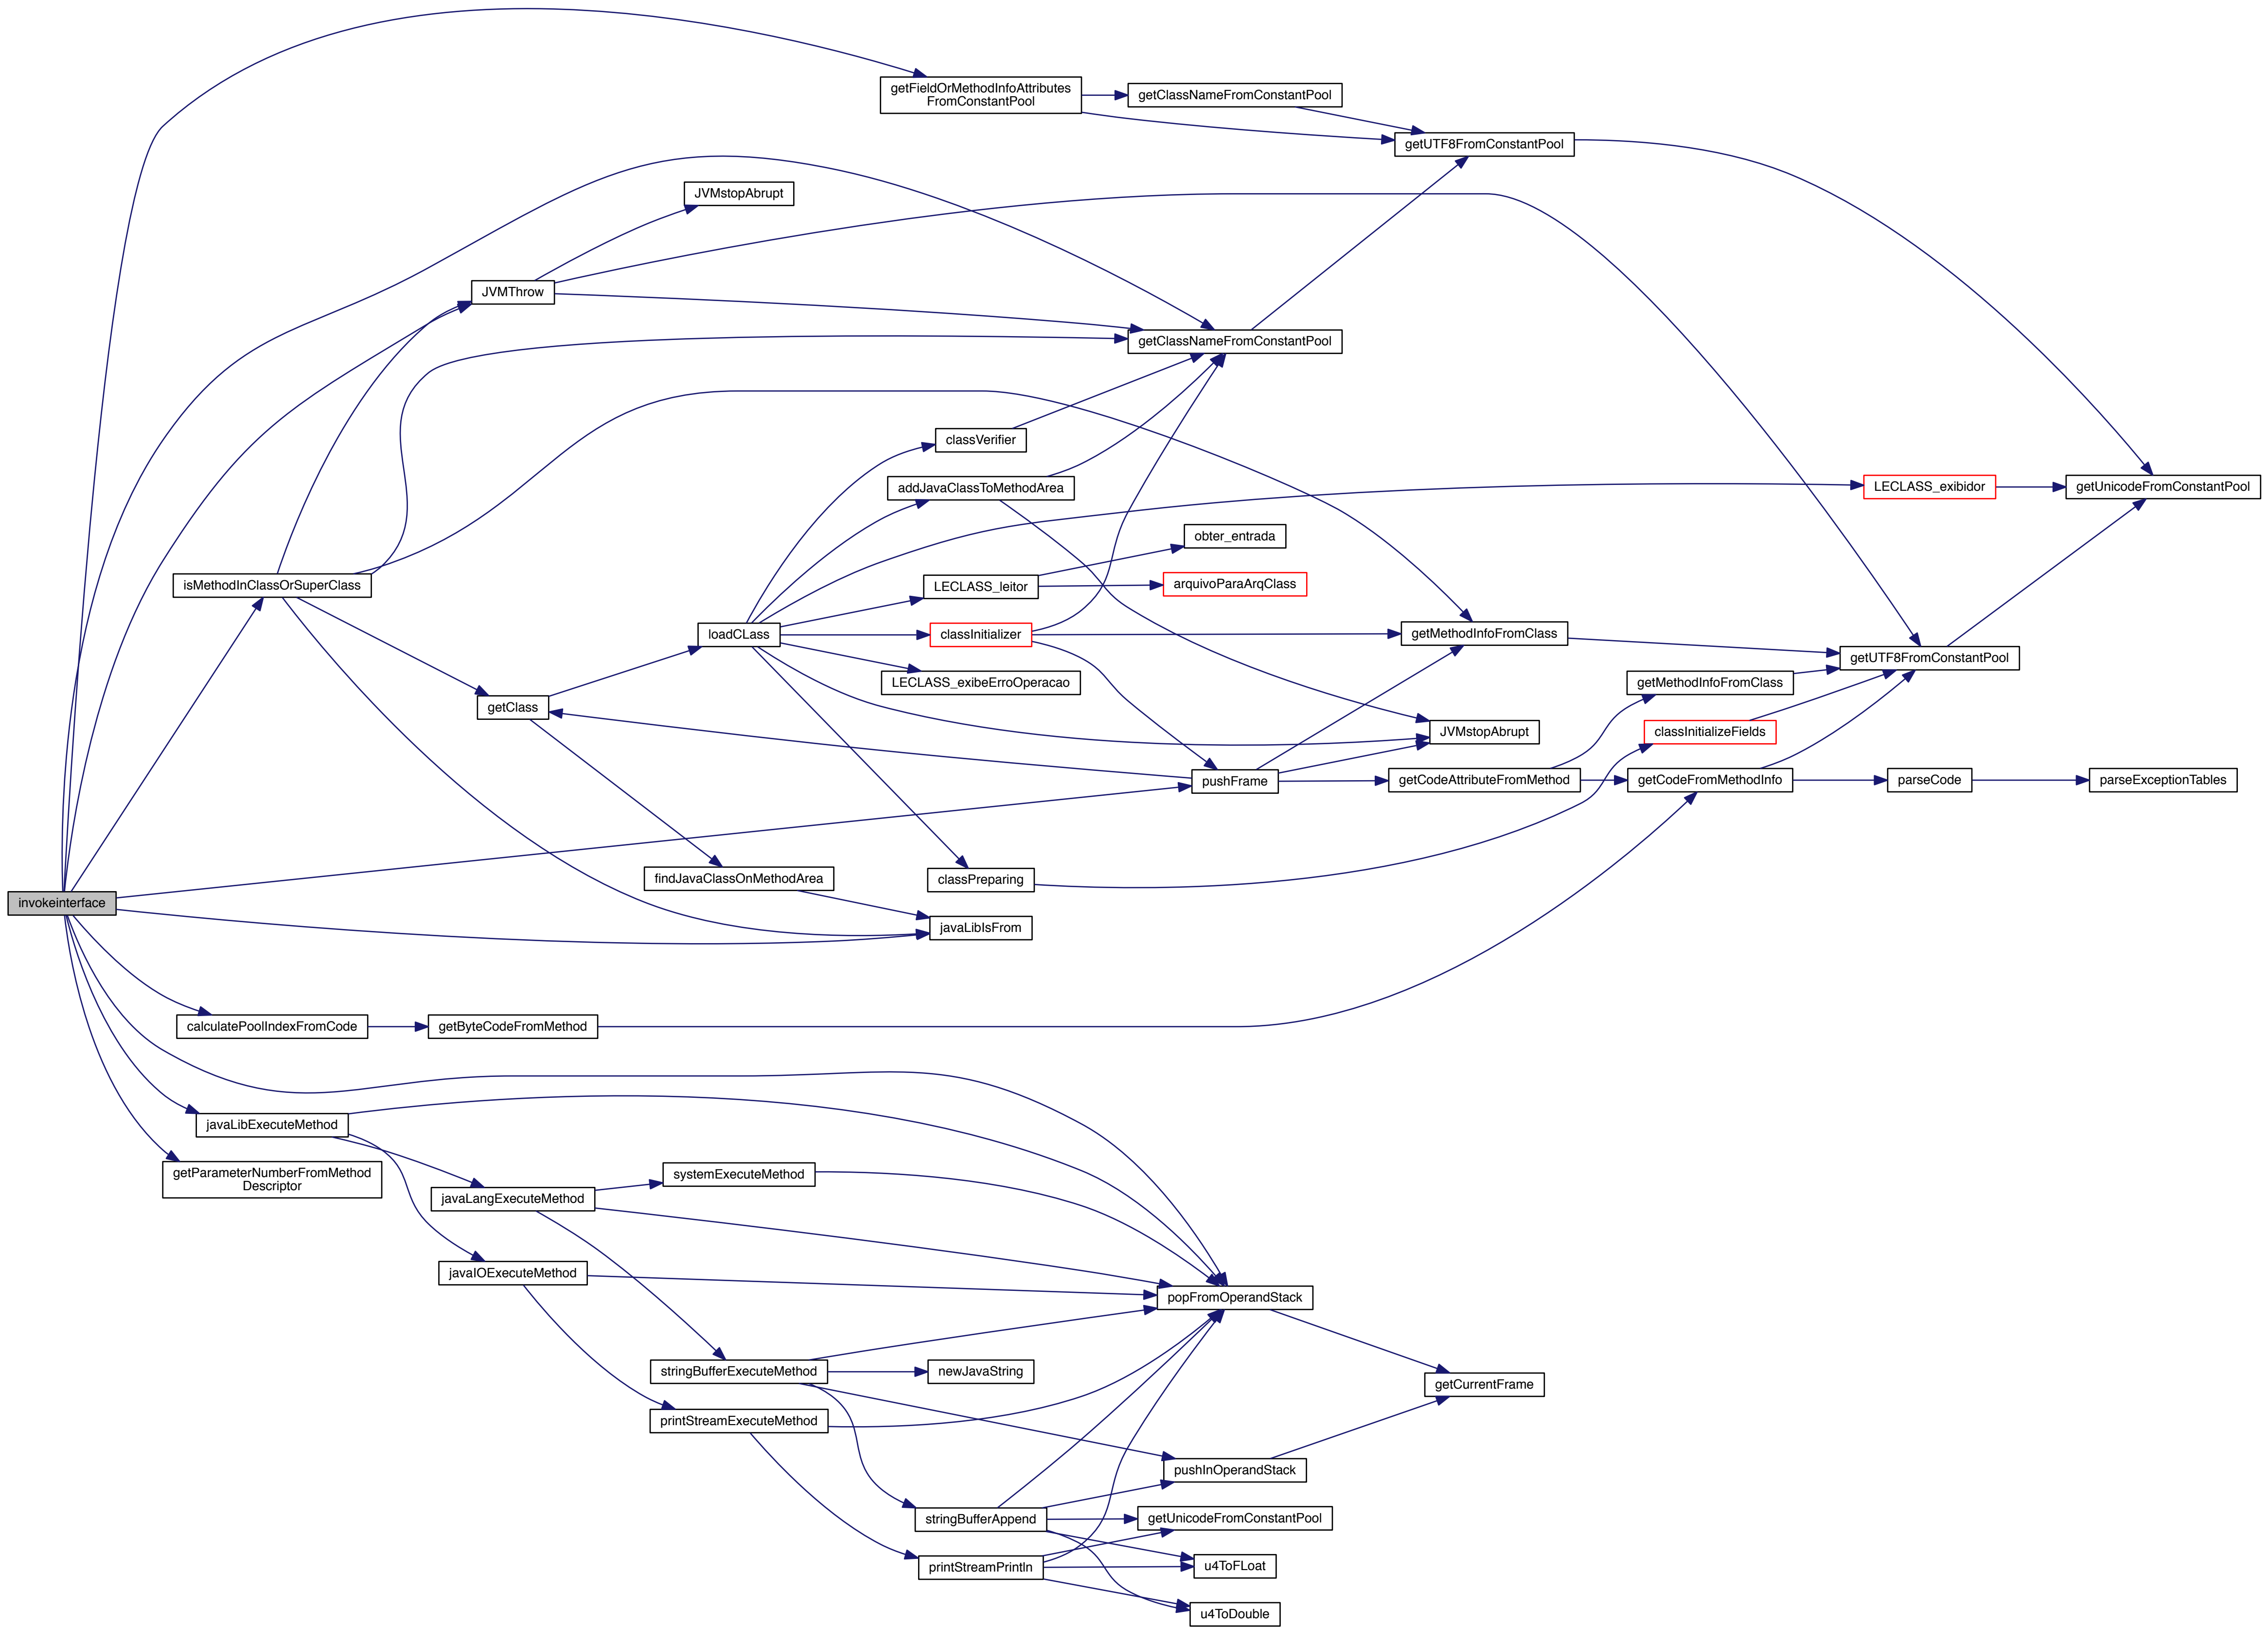 getFieldOrMethodInfoAttributes
FromConstantPool
getClassNameFromConstantPool
getUTF8FromConstantPool
JVMstopAbrupt
JVMThrow
getClassNameFromConstantPool
classVerifier
addJavaClassToMethodArea
LECLASS_exibidor
getUnicodeFromConstantPool
obter_entrada
isMethodInClassOrSuperClass
LECLASS_leitor
arquivoParaArqClass
loadCLass
classInitializer
getMethodInfoFromClass
getUTF8FromConstantPool
LECLASS_exibeErroOperacao
getMethodInfoFromClass
getClass
JVMstopAbrupt
classInitializeFields
pushFrame
getCodeAttributeFromMethod
getCodeFromMethodInfo
parseCode
parseExceptionTables
findJavaClassOnMethodArea
classPreparing
invokeinterface
javaLibIsFrom
calculatePoolIndexFromCode
getByteCodeFromMethod
javaLibExecuteMethod
getParameterNumberFromMethod
Descriptor
systemExecuteMethod
javaLangExecuteMethod
javaIOExecuteMethod
popFromOperandStack
stringBufferExecuteMethod
newJavaString
getCurrentFrame
printStreamExecuteMethod
pushInOperandStack
stringBufferAppend
getUnicodeFromConstantPool
printStreamPrintln
u4ToFLoat
u4ToDouble